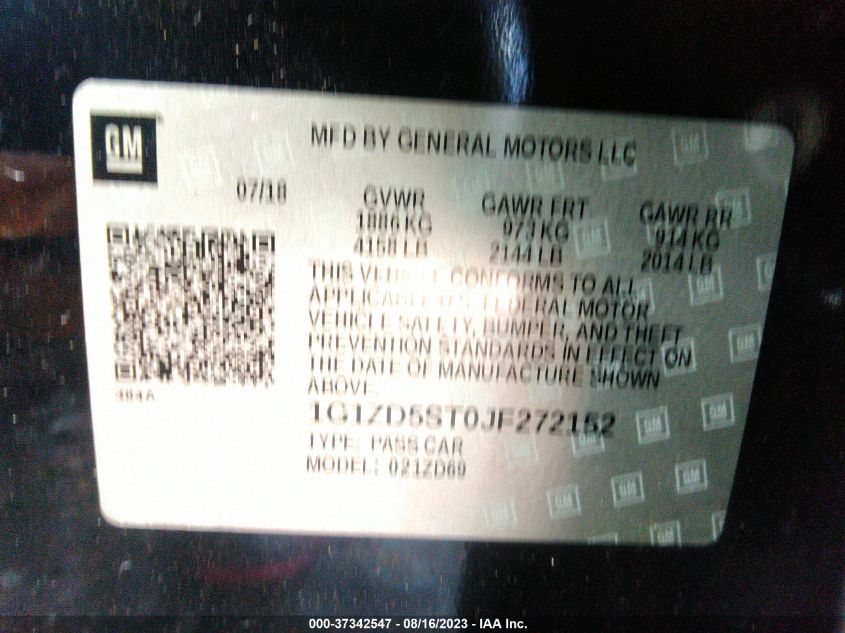 GM
MFD BY GENERAL MOTORS LLC
07/18
GVWR
1886 KG
4158 LB
GAWR FRT
973 KG
2144 LB
GAWR RR
914 KG
2014 LB
THIS VEHICLE CONFORMS TO ALL
APPLICABLE U.S. FEDERAL MOTOR
VEHICLE SAFETY, BUMPER, AND THEFT
PREVENTION STANDARDS IN EFFECT ON
THE DATE OF MANUFACTURE SHOWN
ABOVE.
384A
1G1ZD5ST0JF272152
TYPE: PASS CAR
MODEL: 021ZD69
000-37342547 - 08/16/2023 - IAA Inc.